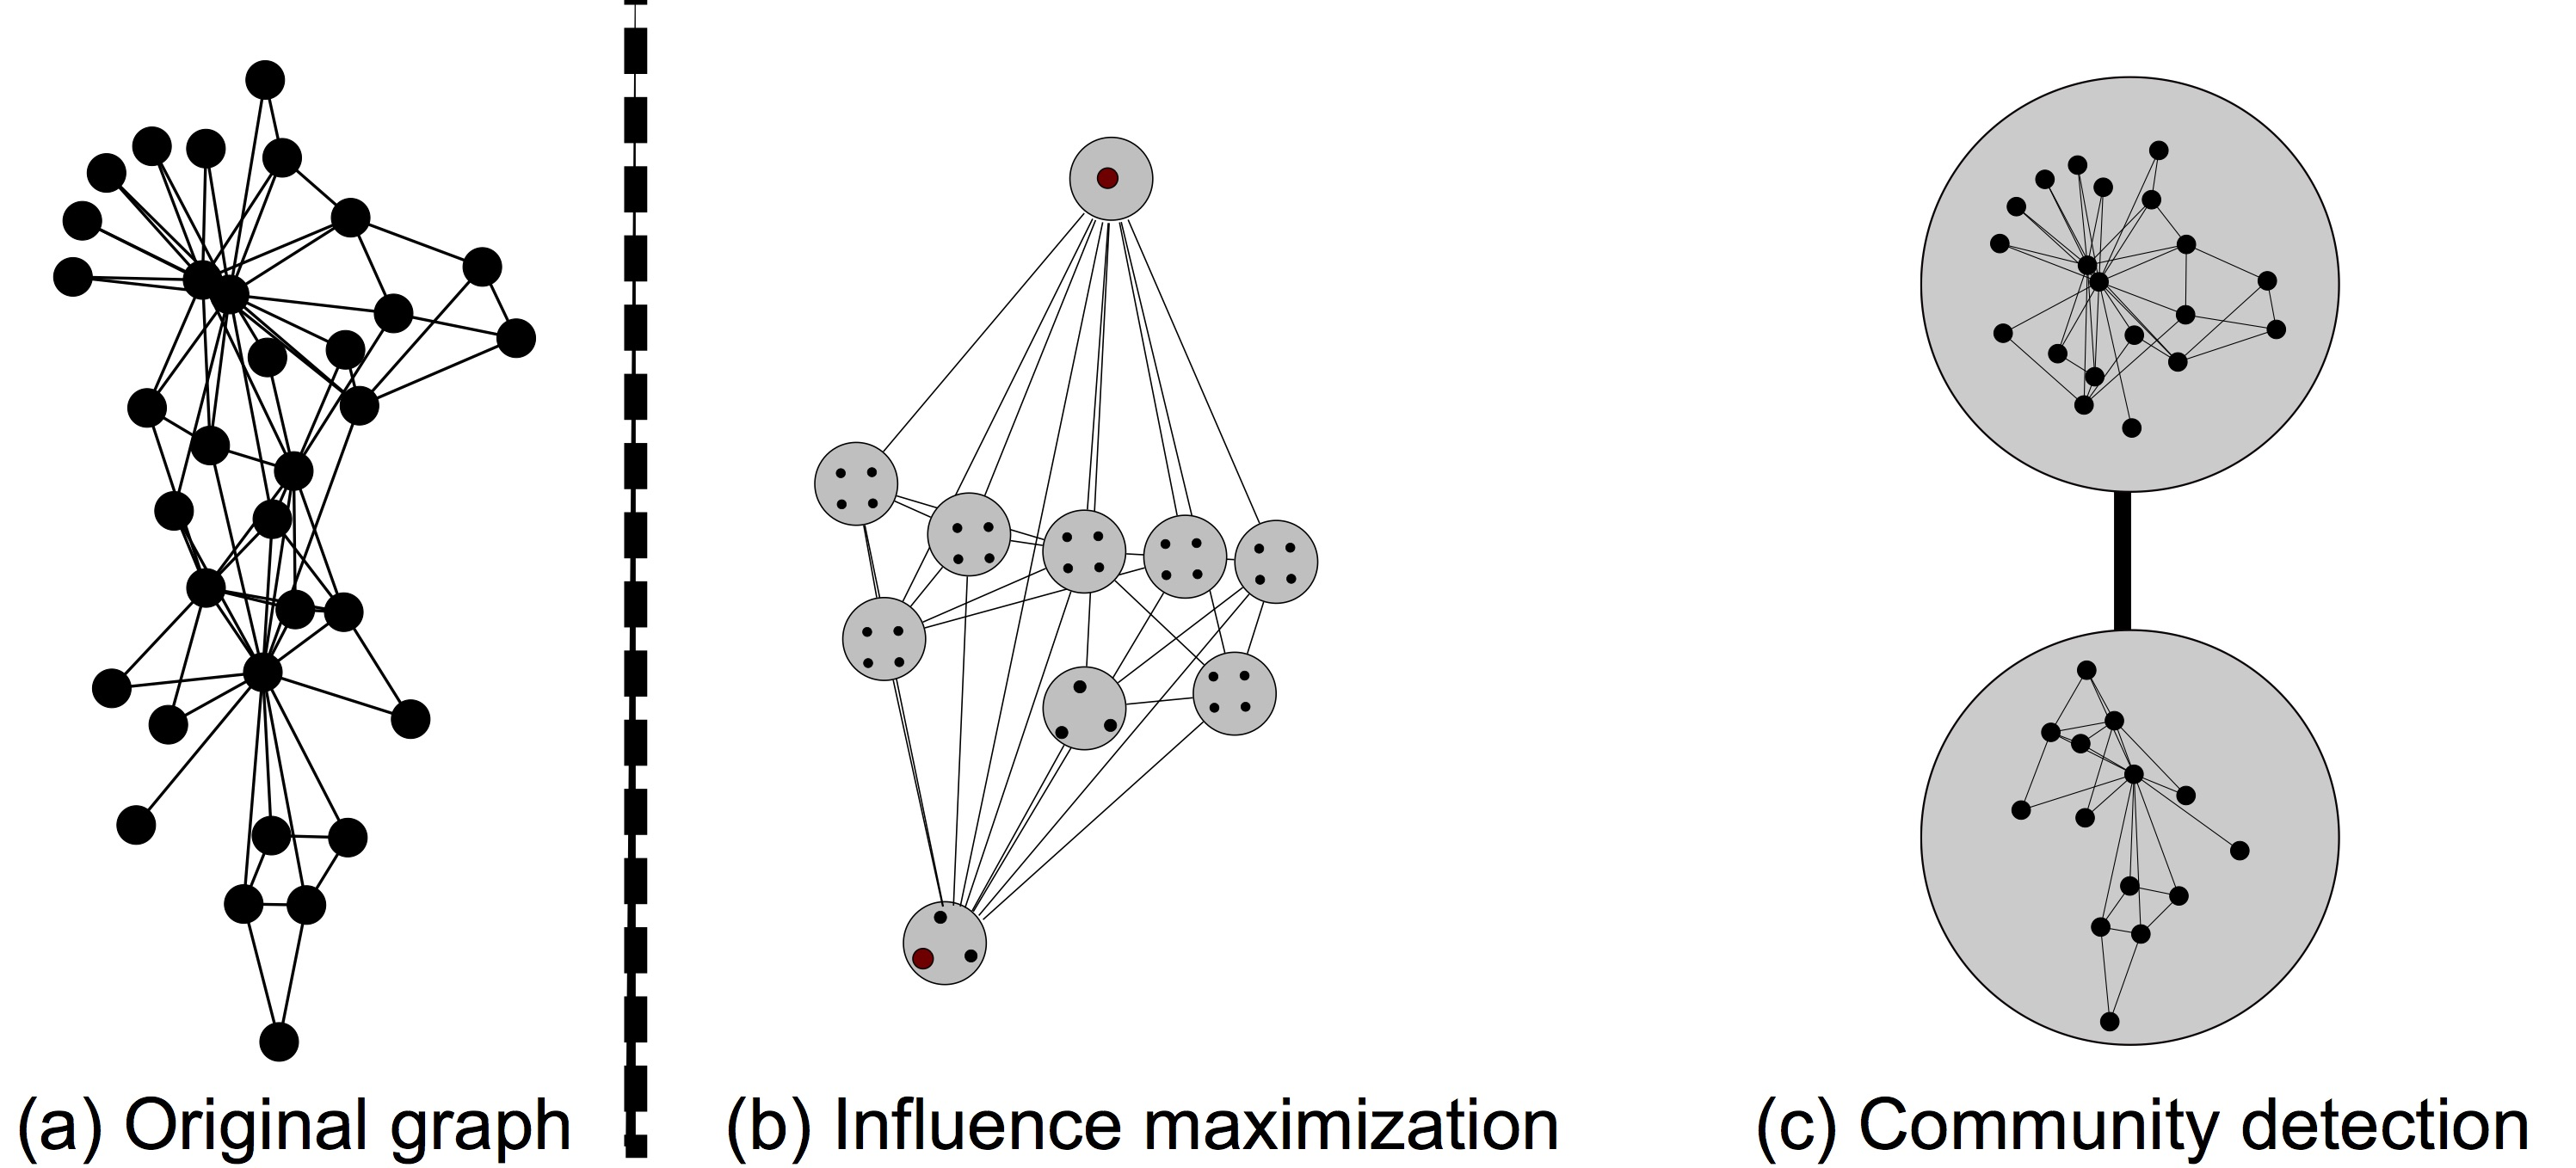 (a) Original graph
(b) Influence maximization
(c) Community detection